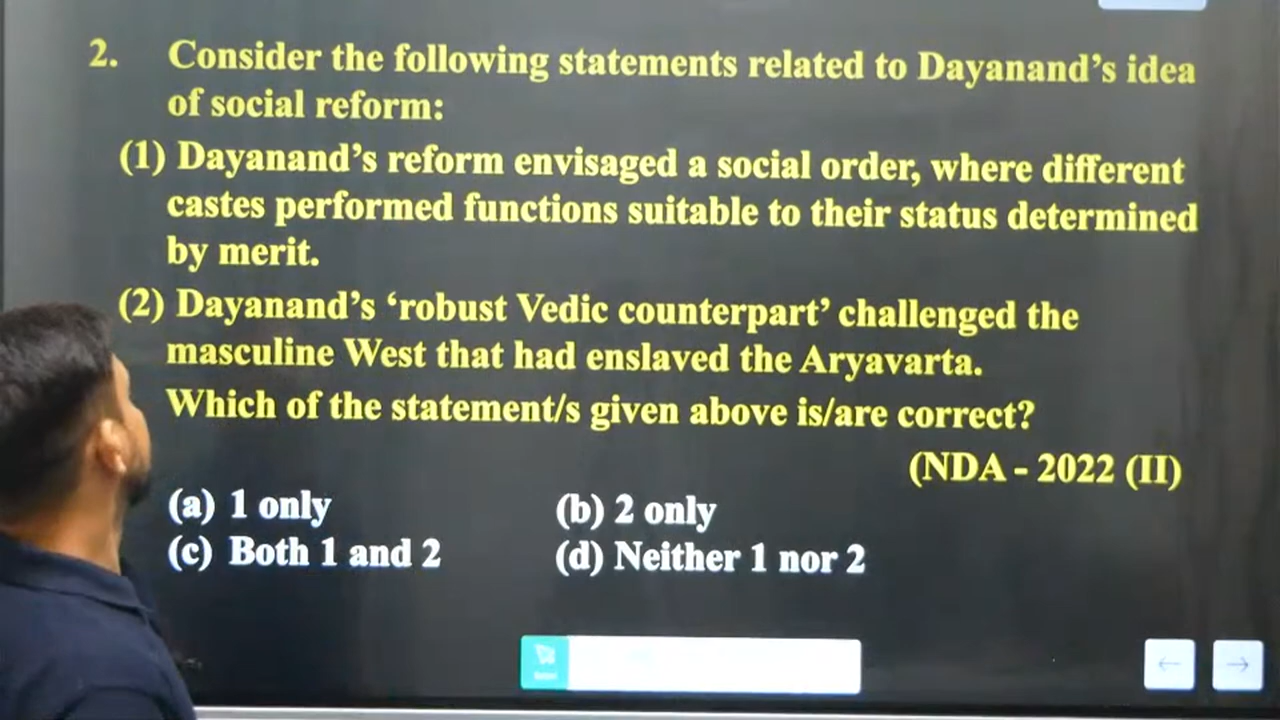 2. Consider the following statements related to Dayanand's idea
of social reform:
(1) Dayanand's reform envisaged a social order, where different
castes performed functions suitable to their status determined
by merit.
(2) Dayanand's ‘robust Vedic counterpart’ challenged the
masculine West that had enslaved the Aryavarta.
Which of the statement/s given above is/are correct?
(NDA - 2022 (II)
(a) 1 only (b) 2 only
(c) Both 1 and 2 (d) Neither 1 nor 2